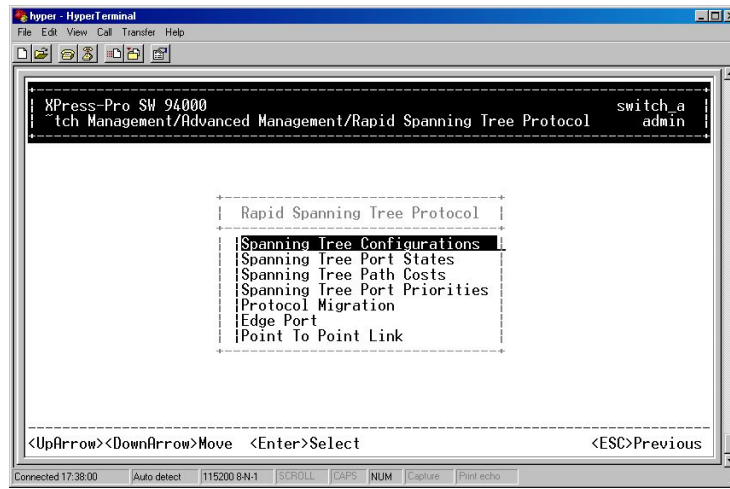 hyper - HyperTerminal
File Edit View Call Transfer Help
XPress-Pro SW 94000 switch_a
~tch Management/Advanced Management/Rapid Spanning Tree Protocol admin
Rapid Spanning Tree Protocol
Spanning Tree Configurations
Spanning Tree Port States
Spanning Tree Path Costs
Spanning Tree Port Priorities
Protocol Migration
Edge Port
Point To Point Link
<UpArrow><DownArrow>Move <Enter>Select <ESC>Previous
Connected 17:38:00 Auto detect 115200 8-N-1 SCROLL CAPS NUM Capture Print echo